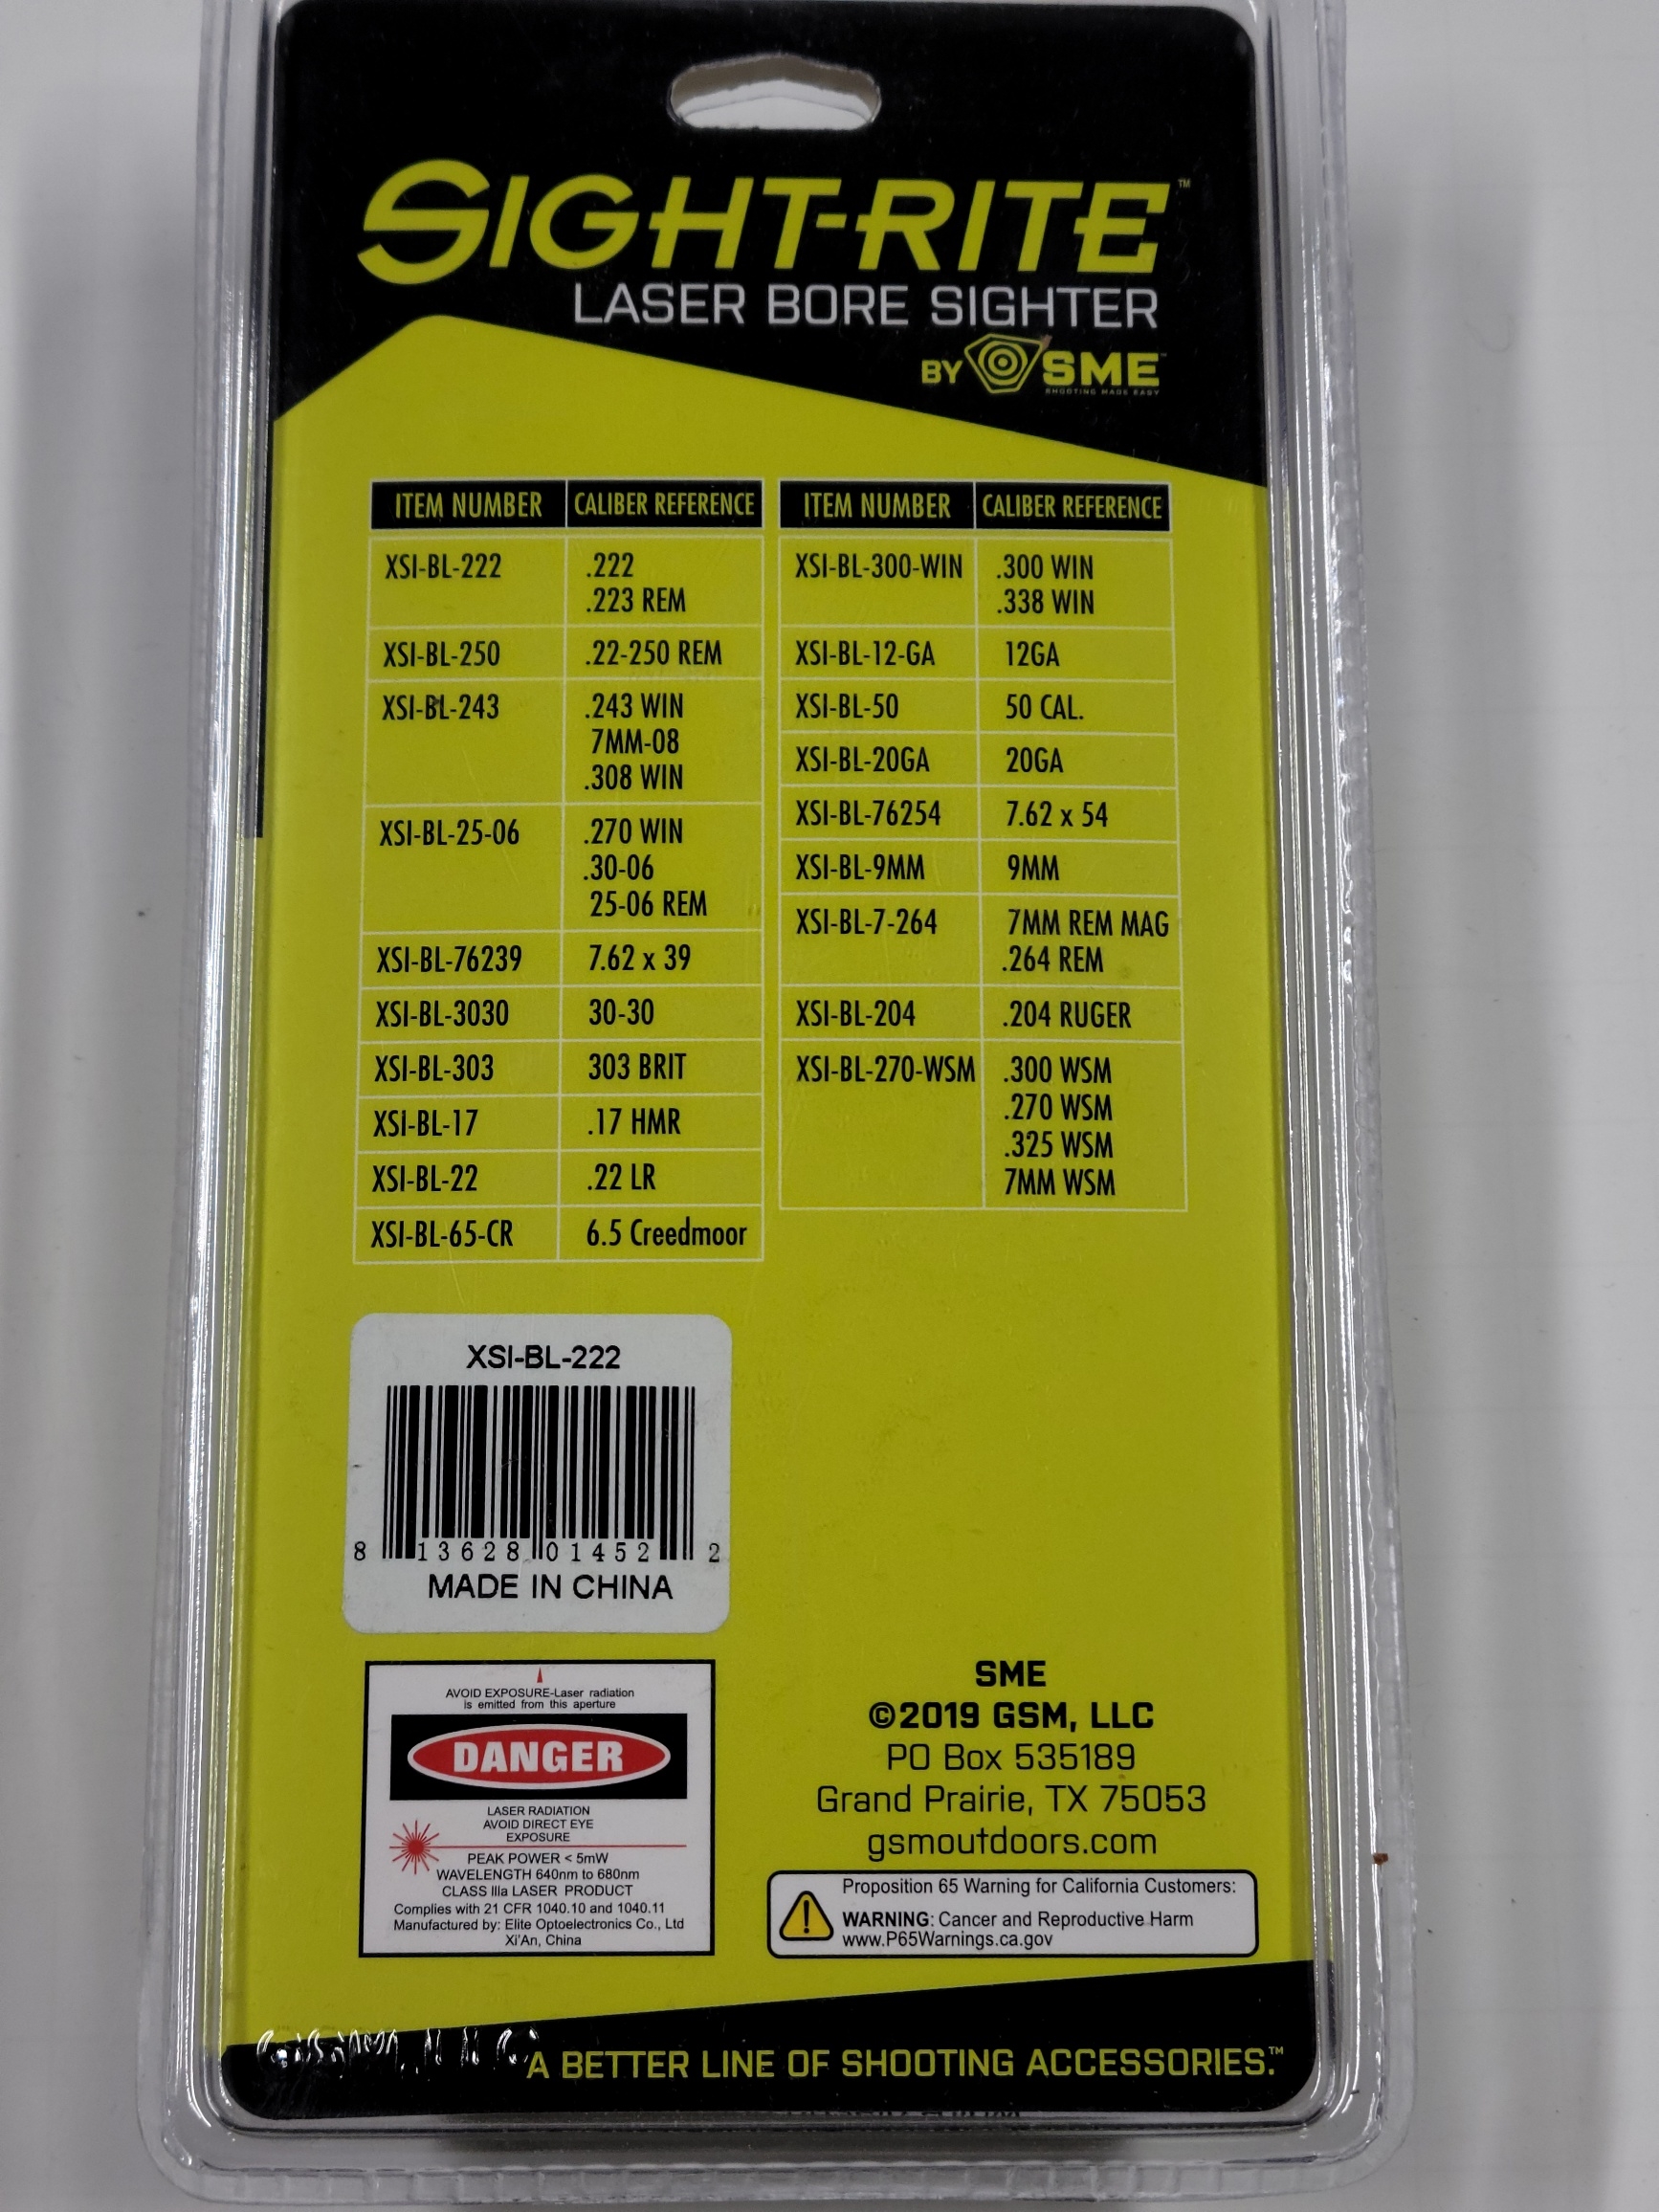 SIGHT-RITE™
LASER BORE SIGHTER
BY SME™
SHOOTING MADE EASY
ITEM NUMBER CALIBER REFERENCE
XSI-BL-222 .222
.223 REM
XSI-BL-250 .22-250 REM
XSI-BL-243 .243 WIN
7MM-08
.308 WIN
XSI-BL-25-06 .270 WIN
.30-06
25-06 REM
XSI-BL-76239 7.62 x 39
XSI-BL-3030 30-30
XSI-BL-303 303 BRIT
XSI-BL-17 .17 HMR
XSI-BL-22 .22 LR
XSI-BL-65-CR 6.5 Creedmoor
ITEM NUMBER CALIBER REFERENCE
XSI-BL-300-WIN .300 WIN
.338 WIN
XSI-BL-12-GA 12GA
XSI-BL-50 50 CAL.
XSI-BL-20GA 20GA
XSI-BL-76254 7.62 x 54
XSI-BL-9MM 9MM
XSI-BL-7-264 7MM REM MAG
.264 REM
XSI-BL-204 .204 RUGER
XSI-BL-270-WSM .300 WSM
.270 WSM
.325 WSM
7MM WSM
XSI-BL-222
8 13628 01452 2
MADE IN CHINA
AVOID EXPOSURE-Laser radiation
is emitted from this aperture
DANGER
LASER RADIATION
AVOID DIRECT EYE
EXPOSURE
PEAK POWER < 5mW
WAVELENGTH 640nm to 680nm
CLASS IIIa LASER PRODUCT
Complies with 21 CFR 1040.10 and 1040.11
Manufactured by: Elite Optoelectronics Co., Ltd
Xi'An, China
SME
©2019 GSM, LLC
PO Box 535189
Grand Prairie, TX 75053
gsmoutdoors.com
Proposition 65 Warning for California Customers:
WARNING: Cancer and Reproductive Harm
www.P65Warnings.ca.gov
A BETTER LINE OF SHOOTING ACCESSORIES.™